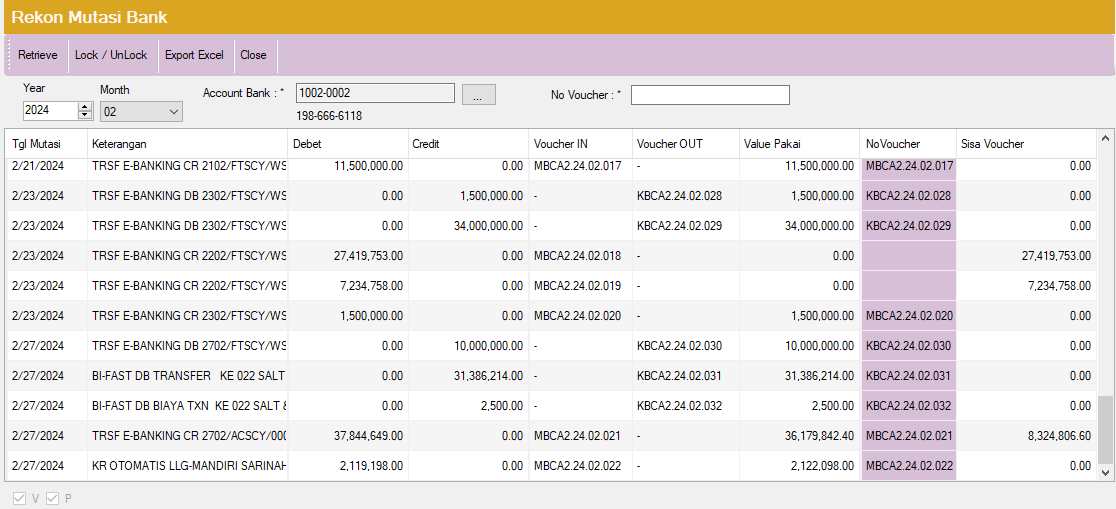 Rekon Mutasi Bank
Retrieve Lock / UnLock Export Excel Close
Year Month Account Bank : * 1002-0002 ... No Voucher : *
2024 02
198-666-6118
Tgl Mutasi Keterangan Debet Credit Voucher IN Voucher OUT Value Pakai NoVoucher Sisa Voucher
2/21/2024 TRSF E-BANKING CR 2102/FTSCY/WS 11,500,000.00 0.00 MBCA2.24.02.017 - 11,500,000.00 MBCA2.24.02.017 0.00
2/23/2024 TRSF E-BANKING DB 2302/FTSCY/WS 0.00 1,500,000.00 - KBCA2.24.02.028 1,500,000.00 KBCA2.24.02.028 0.00
2/23/2024 TRSF E-BANKING DB 2302/FTSCY/WS 0.00 34,000,000.00 - KBCA2.24.02.029 34,000,000.00 KBCA2.24.02.029 0.00
2/23/2024 TRSF E-BANKING CR 2202/FTSCY/WS 27,419,753.00 0.00 MBCA2.24.02.018 - 0.00 27,419,753.00
2/23/2024 TRSF E-BANKING CR 2202/FTSCY/WS 7,234,758.00 0.00 MBCA2.24.02.019 - 0.00 7,234,758.00
2/23/2024 TRSF E-BANKING CR 2302/FTSCY/WS 1,500,000.00 0.00 MBCA2.24.02.020 - 1,500,000.00 MBCA2.24.02.020 0.00
2/27/2024 TRSF E-BANKING DB 2702/FTSCY/WS 0.00 10,000,000.00 - KBCA2.24.02.030 10,000,000.00 KBCA2.24.02.030 0.00
2/27/2024 BI-FAST DB TRANSFER KE 022 SALT 0.00 31,386,214.00 - KBCA2.24.02.031 31,386,214.00 KBCA2.24.02.031 0.00
2/27/2024 BI-FAST DB BIAYA TXN KE 022 SALT & 0.00 2,500.00 - KBCA2.24.02.032 2,500.00 KBCA2.24.02.032 0.00
2/27/2024 TRSF E-BANKING CR 2702/ACSCY/000 37,844,649.00 0.00 MBCA2.24.02.021 - 36,179,842.40 MBCA2.24.02.021 8,324,806.60
2/27/2024 KR OTOMATIS LLG-MANDIRI SARINAH 2,119,198.00 0.00 MBCA2.24.02.022 - 2,122,098.00 MBCA2.24.02.022 0.00
V P